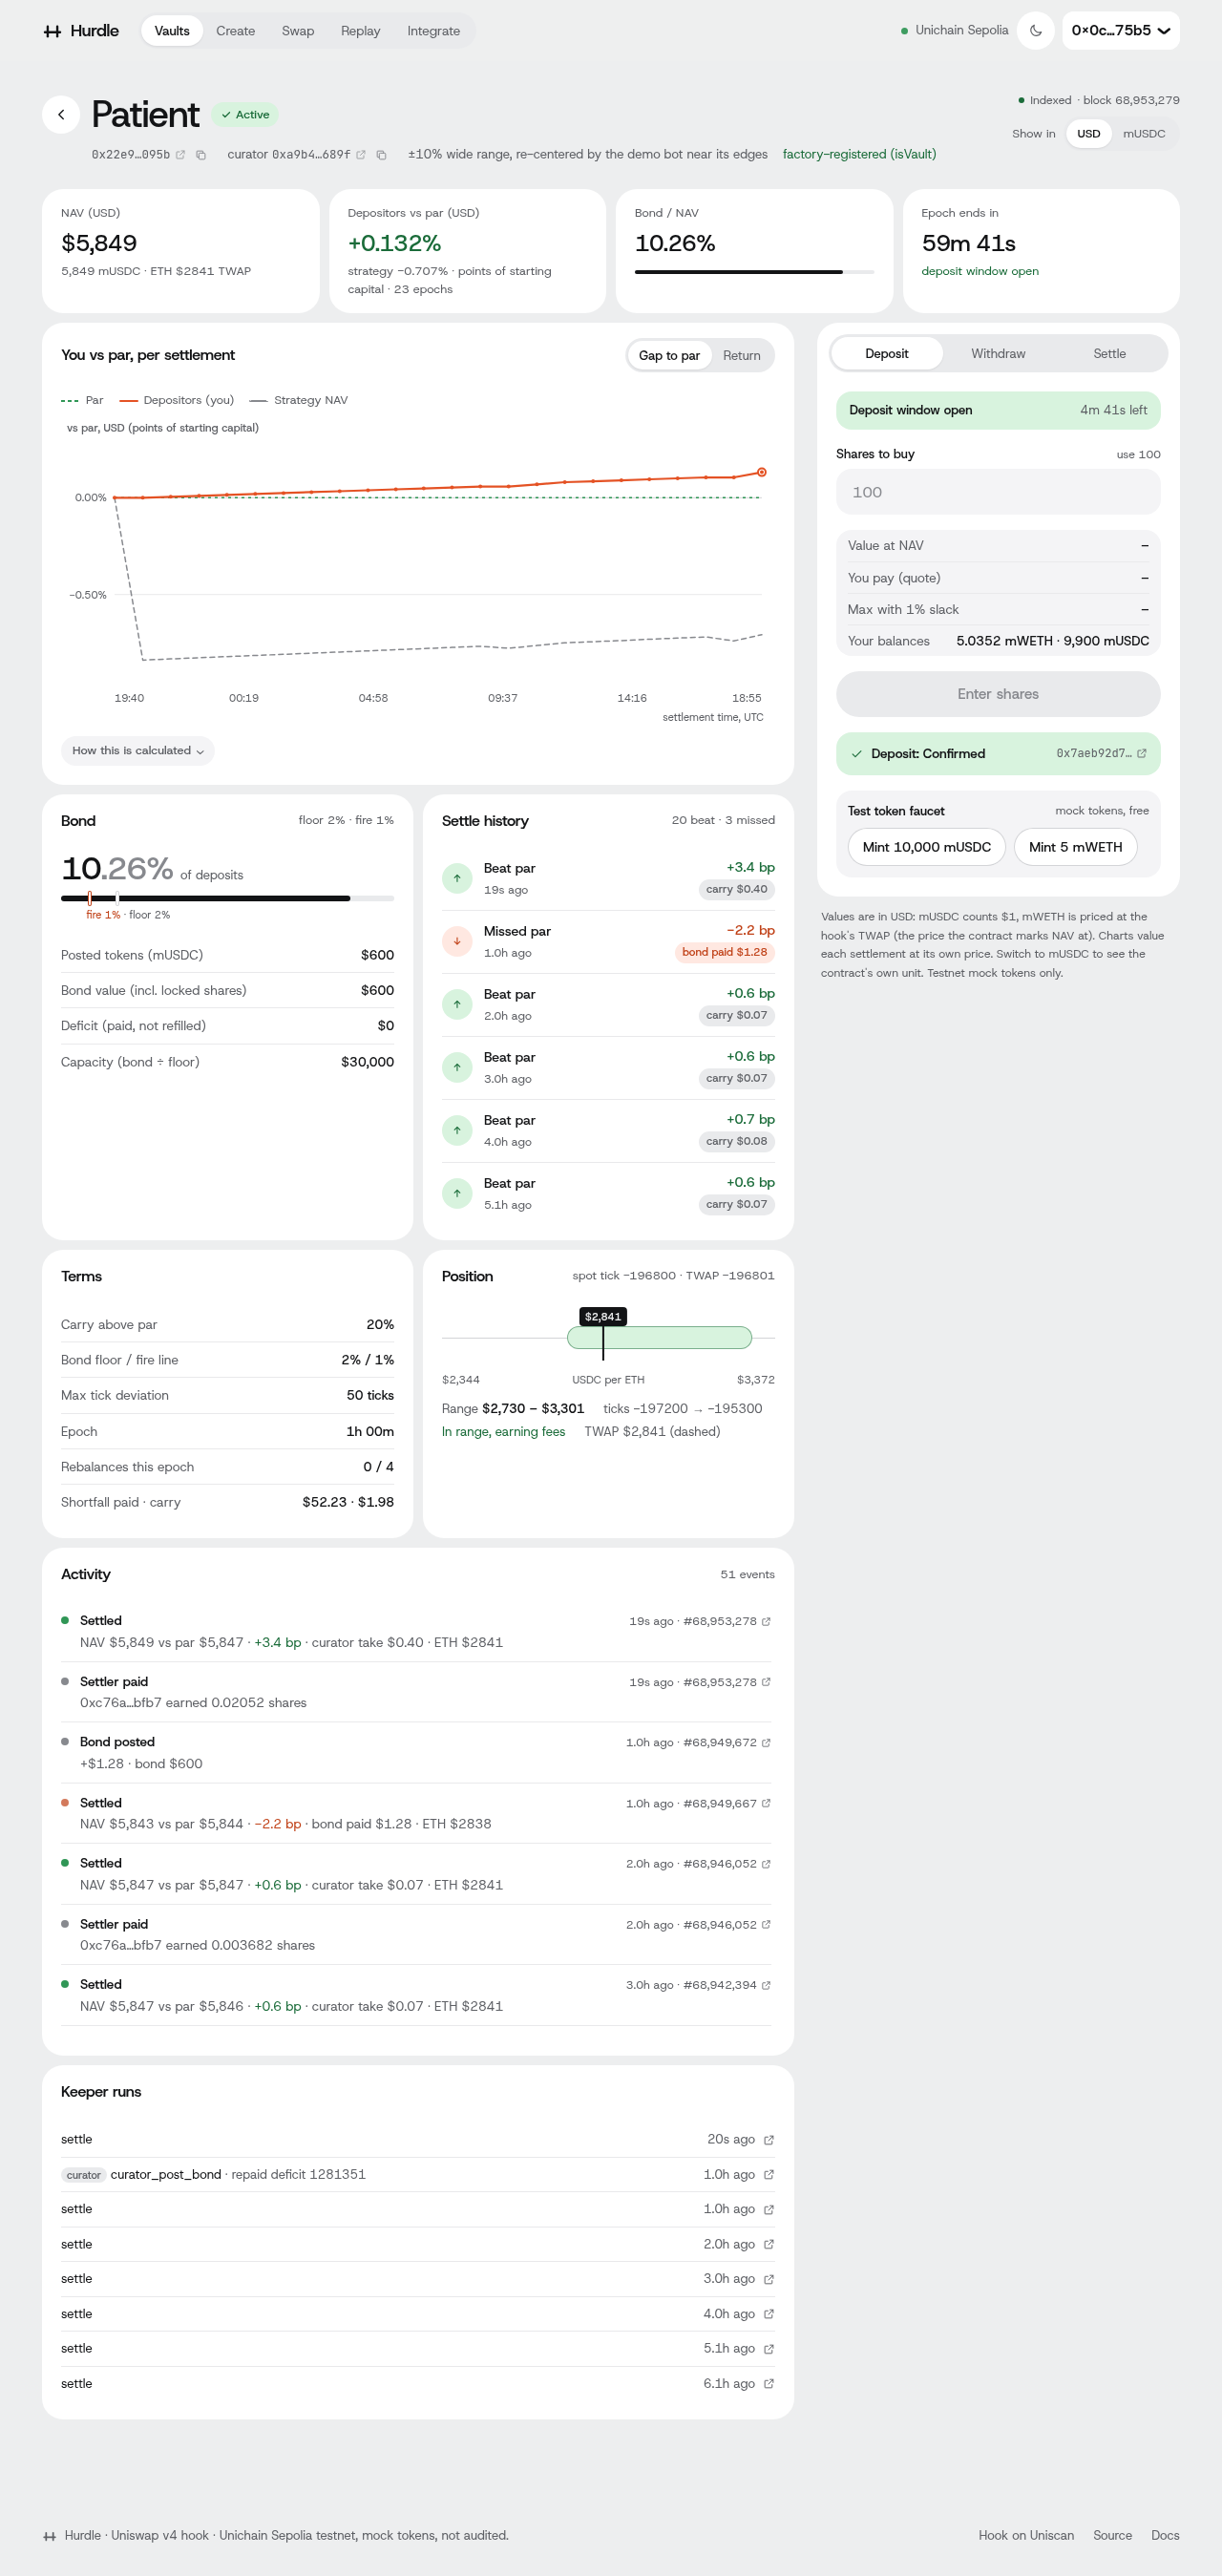 Hurdle
Vaults
Create
Swap
Replay
Integrate
Unichain Sepolia
0×0c…75b5
Patient
Active
Indexed · block 68,953,279
Show in
USD
mUSDC
0x22e9…095b
curator 0xa9b4…689f
±10% wide range, re-centered by the demo bot near its edges
factory-registered (isVault)
NAV (USD)
$5,849
5,849 mUSDC · ETH $2841 TWAP
Depositors vs par (USD)
+0.132%
strategy −0.707% · points of starting
capital · 23 epochs
Bond / NAV
10.26%
Epoch ends in
59m 41s
deposit window open
You vs par, per settlement
Gap to par
Return
Par
Depositors (you)
Strategy NAV
vs par, USD (points of starting capital)
0.00%
−0.50%
19:40
00:19
04:58
09:37
14:16
18:55
settlement time, UTC
How this is calculated
Deposit
Withdraw
Settle
Deposit window open
4m 41s left
Shares to buy
use 100
100
Value at NAV
–
You pay (quote)
–
Max with 1% slack
–
Your balances
5.0352 mWETH · 9,900 mUSDC
Enter shares
Deposit: Confirmed
0x7aeb92d7…
Test token faucet
mock tokens, free
Mint 10,000 mUSDC
Mint 5 mWETH
Values are in USD: mUSDC counts $1, mWETH is priced at the
hook's TWAP (the price the contract marks NAV at). Charts value
each settlement at its own price. Switch to mUSDC to see the
contract's own unit. Testnet mock tokens only.
Bond
floor 2% · fire 1%
10.26% of deposits
fire 1% · floor 2%
Posted tokens (mUSDC)
$600
Bond value (incl. locked shares)
$600
Deficit (paid, not refilled)
$0
Capacity (bond ÷ floor)
$30,000
Settle history
20 beat · 3 missed
Beat par
+3.4 bp
19s ago
carry $0.40
Missed par
−2.2 bp
1.0h ago
bond paid $1.28
Beat par
+0.6 bp
2.0h ago
carry $0.07
Beat par
+0.6 bp
3.0h ago
carry $0.07
Beat par
+0.7 bp
4.0h ago
carry $0.08
Beat par
+0.6 bp
5.1h ago
carry $0.07
Terms
Carry above par
20%
Bond floor / fire line
2% / 1%
Max tick deviation
50 ticks
Epoch
1h 00m
Rebalances this epoch
0 / 4
Shortfall paid · carry
$52.23 · $1.98
Position
spot tick −196800 · TWAP −196801
$2,841
$2,344
USDC per ETH
$3,372
Range $2,730 – $3,301
ticks −197200 → −195300
In range, earning fees
TWAP $2,841 (dashed)
Activity
51 events
Settled
19s ago · #68,953,278
NAV $5,849 vs par $5,847 · +3.4 bp · curator take $0.40 · ETH $2841
Settler paid
19s ago · #68,953,278
0xc76a…bfb7 earned 0.02052 shares
Bond posted
1.0h ago · #68,949,672
+$1.28 · bond $600
Settled
1.0h ago · #68,949,667
NAV $5,843 vs par $5,844 · −2.2 bp · bond paid $1.28 · ETH $2838
Settled
2.0h ago · #68,946,052
NAV $5,847 vs par $5,847 · +0.6 bp · curator take $0.07 · ETH $2841
Settler paid
2.0h ago · #68,946,052
0xc76a…bfb7 earned 0.003682 shares
Settled
3.0h ago · #68,942,394
NAV $5,847 vs par $5,846 · +0.6 bp · curator take $0.07 · ETH $2841
Keeper runs
settle
20s ago
curator curator_post_bond · repaid deficit 1281351
1.0h ago
settle
1.0h ago
settle
2.0h ago
settle
3.0h ago
settle
4.0h ago
settle
5.1h ago
settle
6.1h ago
Hurdle · Uniswap v4 hook · Unichain Sepolia testnet, mock tokens, not audited.
Hook on Uniscan
Source
Docs